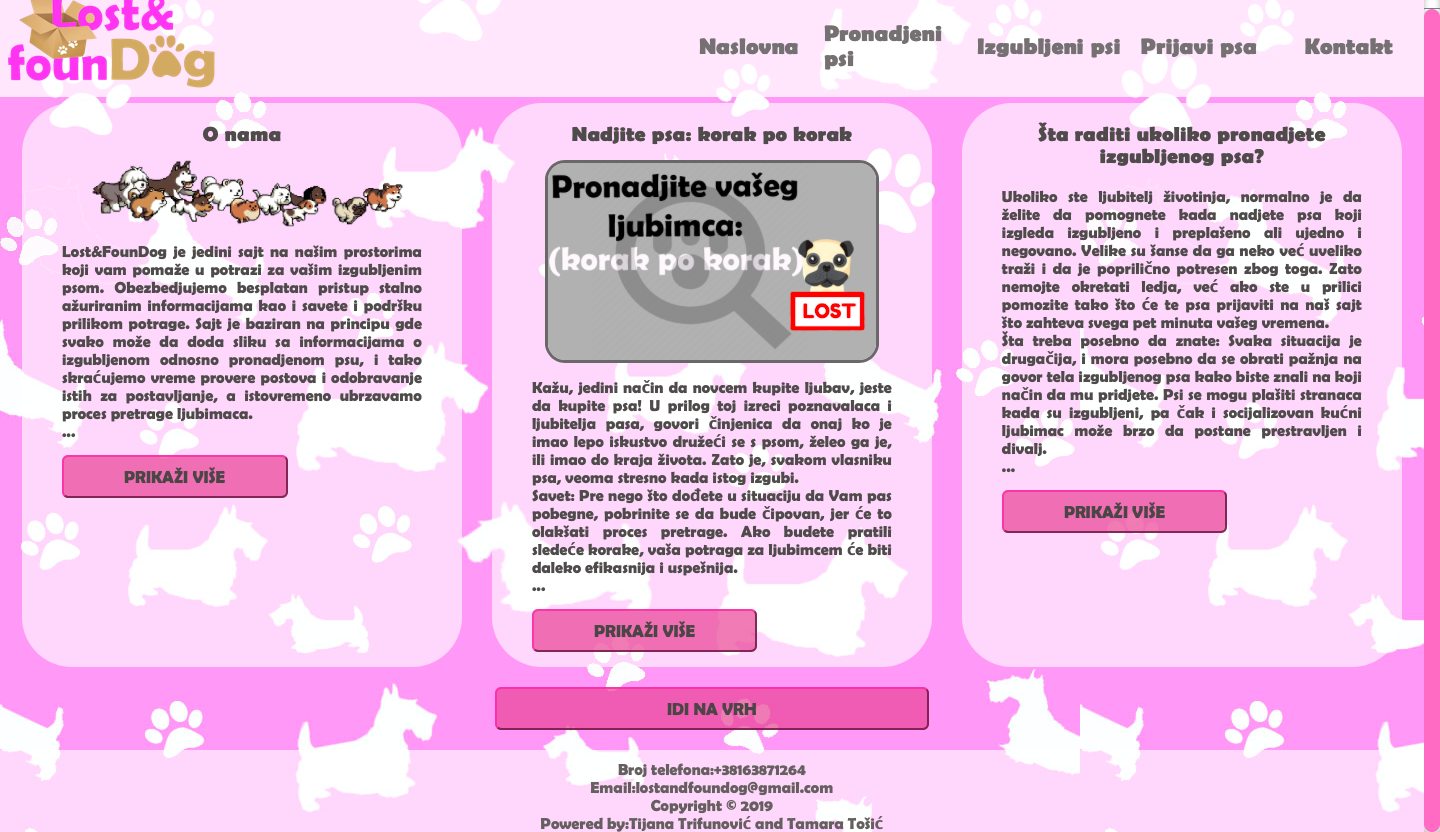 Lost&
founDog
Naslovna
Pronadjeni
psi
Izgubljeni psi
Prijavi psa
Kontakt
O nama
Lost&FounDog je jedini sajt na našim prostorima
koji vam pomaže u potrazi za vašim izgubljenim
psom. Obezbedjujemo besplatan pristup stalno
ažuriranim informacijama kao i savete i podršku
prilikom potrage. Sajt je baziran na principu gde
svako može da doda sliku sa informacijama o
izgubljenom odnosno pronadjenom psu, i tako
skraćujemo vreme provere postova i odobravanje
istih za postavljanje, a istovremeno ubrzavamo
proces pretrage ljubimaca.
...
PRIKAŽI VIŠE
Nadjite psa: korak po korak
Pronadjite vašeg
ljubimca:
(korak po korak)
LOST
Kažu, jedini način da novcem kupite ljubav, jeste
da kupite psa! U prilog toj izreci poznavalaca i
ljubitelja pasa, govori činjenica da onaj ko je
imao lepo iskustvo družeći se s psom, želeo ga je,
ili imao do kraja života. Zato je, svakom vlasniku
psa, veoma stresno kada istog izgubi.
Savet: Pre nego što dođete u situaciju da Vam pas
pobegne, pobrinite se da bude čipovan, jer će to
olakšati proces pretrage. Ako budete pratili
sledeće korake, vaša potraga za ljubimcem će biti
daleko efikasnija i uspešnija.
...
PRIKAŽI VIŠE
Šta raditi ukoliko pronadjete
izgubljenog psa?
Ukoliko ste ljubitelj životinja, normalno je da
želite da pomognete kada nadjete psa koji
izgleda izgubljeno i preplašeno ali ujedno i
negovano. Velike su šanse da ga neko već uveliko
traži i da je popriličnо potresen zbog toga. Zato
nemojte okretati ledja, već ako ste u prilici
pomozite tako što će te psa prijaviti na naš sajt
što zahteva svega pet minuta vašeg vremena.
Šta treba posebno da znate: Svaka situacija je
drugačija, i mora posebno da se obrati pažnja na
govor tela izgubljenog psa kako biste znali na koji
način da mu pridjete. Psi se mogu plašiti stranaca
kada su izgubljeni, pa čak i socijalizovan kućni
ljubimac može brzo da postane prestravljen i
divalj.
...
PRIKAŽI VIŠE
IDI NA VRH
Broj telefona:+38163871264
Email:lostandfoundog@gmail.com
Copyright © 2019
Powered by:Tijana Trifunović and Tamara Tošić